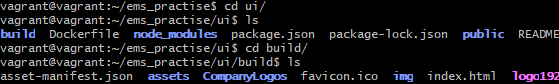 vagrant@vagrant:~/ems_practise$ cd ui/
vagrant@vagrant:~/ems_practise/ui$ ls
build Dockerfile node_modules package.json package-lock.json public README
vagrant@vagrant:~/ems_practise/ui$ cd build/
vagrant@vagrant:~/ems_practise/ui/build$ ls
asset-manifest.json assets CompanyLogos favicon.ico img index.html logo192